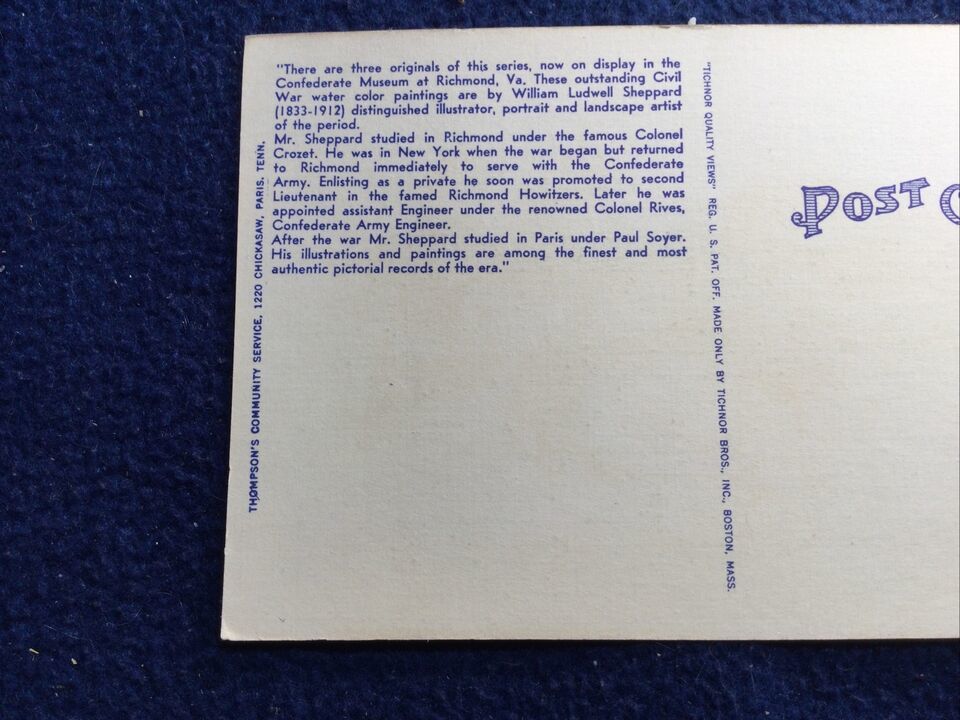 "There are three originals of this series, now on display in the
Confederate Museum at Richmond, Va. These outstanding Civil
War water color paintings are by William Ludwell Sheppard
(1833-1912) distinguished illustrator, portrait and landscape artist
of the period.
Mr. Sheppard studied in Richmond under the famous Colonel
Crozet. He was in New York when the war began but returned
to Richmond immediately to serve with the Confederate
Army. Enlisting as a private he soon was promoted to second
Lieutenant in the famed Richmond Howitzers. Later he was
appointed assistant Engineer under the renowned Colonel Rives,
Confederate Army Engineer.
After the war Mr. Sheppard studied in Paris under Paul Soyer.
His illustrations and paintings are among the finest and most
authentic pictorial records of the era."
THOMPSON'S COMMUNITY SERVICE, 1220 CHICKASAW, PARIS, TENN.
"TICHNOR QUALITY VIEWS" REG. U. S. PAT. OFF. MADE ONLY BY TICHNOR BROS., INC., BOSTON, MASS.
POST C